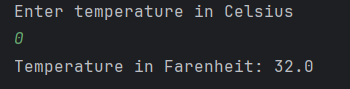 Enter temperature in Celsius
0
Temperature in Farenheit: 32.0